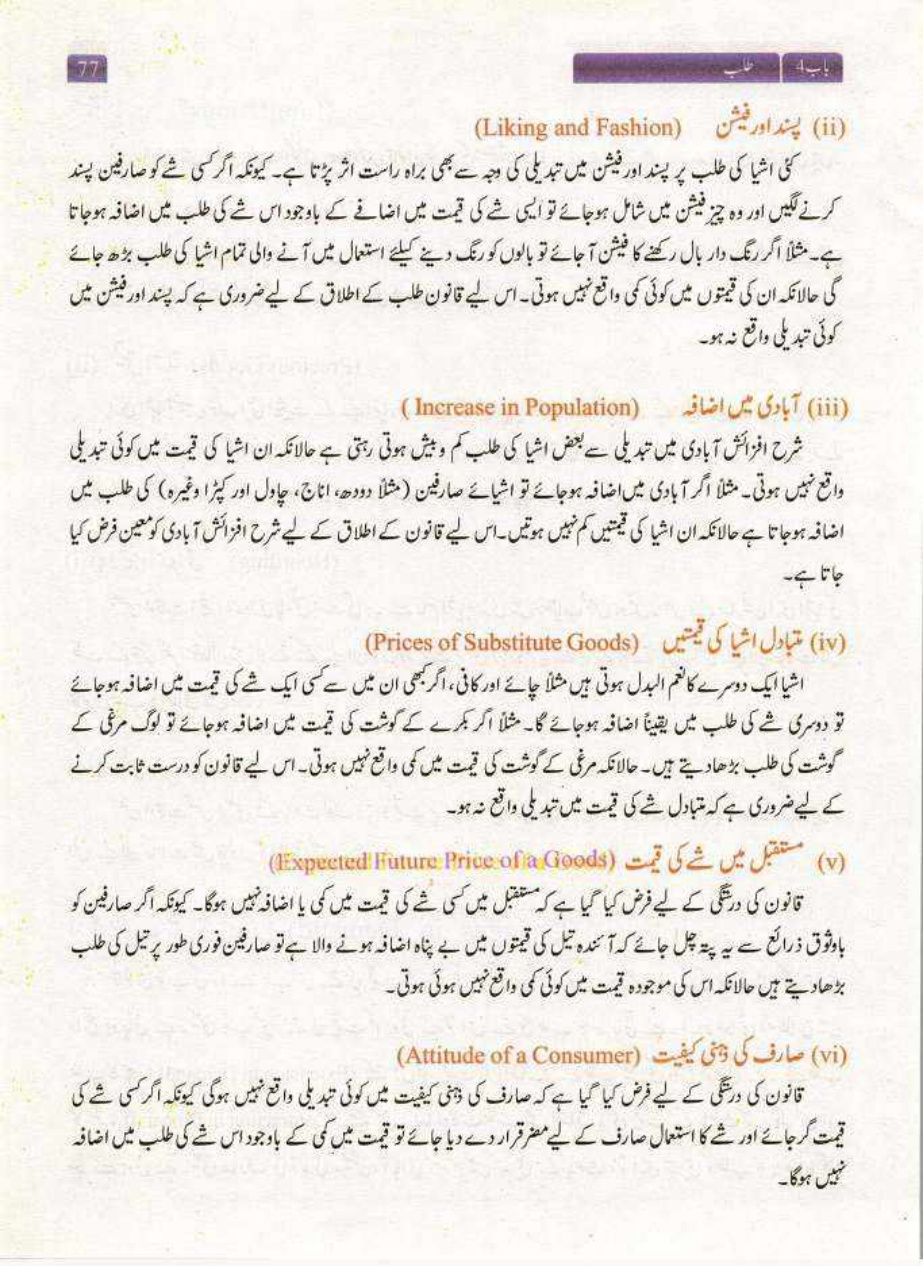 باب 4 طلب 77
(ii) پسند اور فیشن (Liking and Fashion)
کئی اشیا کی طلب پر پسند اور فیشن میں تبدیلی کی وجہ سے بھی براہ راست اثر پڑتا ہے۔ کیونکہ اگر کسی شے کو صارفین پسند
کرنے لگیں اور وہ چیز فیشن میں شامل ہوجائے تو ایسی شے کی قیمت میں اضافے کے باوجود اس شے کی طلب میں اضافہ ہوجاتا
ہے۔ مثلاً اگر رنگ دار بال رکھنے کا فیشن آ جائے تو بالوں کو رنگ دینے کیلئے استعمال میں آنے والی تمام اشیا کی طلب بڑھ جائے
گی حالانکہ ان کی قیمتوں میں کوئی کمی واقع نہیں ہوتی۔ اس لیے قانون طلب کے اطلاق کے لیے ضروری ہے کہ پسند اور فیشن میں
کوئی تبدیلی واقع نہ ہو۔
(iii) آبادی میں اضافہ (Increase in Population )
شرح افزائش آبادی میں تبدیلی سے بعض اشیا کی طلب کم و بیش ہوتی رہتی ہے حالانکہ ان اشیا کی قیمت میں کوئی تبدیلی
واقع نہیں ہوتی۔ مثلاً اگر آبادی میں اضافہ ہوجائے تو اشیائے صارفین (مثلاً دودھ، اناج، چاول اور کپڑا وغیرہ) کی طلب میں
اضافہ ہوجاتا ہے حالانکہ ان اشیا کی قیمتیں کم نہیں ہوتیں۔ اس لیے قانون کے اطلاق کے لیے شرح افزائش آبادی کو معین فرض کیا
جاتا ہے۔
(iv) متبادل اشیا کی قیمتیں (Prices of Substitute Goods)
اشیا ایک دوسرے کا نعم البدل ہوتی ہیں مثلاً چائے اور کافی، اگر کبھی ان میں سے کسی ایک شے کی قیمت میں اضافہ ہوجائے
تو دوسری شے کی طلب میں یقیناً اضافہ ہوجائے گا۔ مثلاً اگر بکرے کے گوشت کی قیمت میں اضافہ ہوجائے تو لوگ مرغی کے
گوشت کی طلب بڑھا دیتے ہیں۔ حالانکہ مرغی کے گوشت کی قیمت میں کمی واقع نہیں ہوتی۔ اس لیے قانون کو درست ثابت کرنے
کے لیے ضروری ہے کہ متبادل شے کی قیمت میں تبدیلی واقع نہ ہو۔
(v) مستقبل میں شے کی قیمت (Expected Future Price of a Goods)
قانون کی درستگی کے لیے فرض کیا گیا ہے کہ مستقبل میں کسی شے کی قیمت میں کمی یا اضافہ نہیں ہوگا۔ کیونکہ اگر صارفین کو
باوثوق ذرائع سے یہ پتہ چل جائے کہ آئندہ تیل کی قیمتوں میں بے پناہ اضافہ ہونے والا ہے تو صارفین فوری طور پر تیل کی طلب
بڑھا دیتے ہیں حالانکہ اس کی موجودہ قیمت میں کوئی کمی واقع نہیں ہوئی ہوتی۔
(vi) صارف کی ذہنی کیفیت (Attitude of a Consumer)
قانون کی درستگی کے لیے فرض کیا گیا ہے کہ صارف کی ذہنی کیفیت میں کوئی تبدیلی واقع نہیں ہوگی کیونکہ اگر کسی شے کی
قیمت گر جائے اور شے کا استعمال صارف کے لیے مضر قرار دے دیا جائے تو قیمت میں کمی کے باوجود اس شے کی طلب میں اضافہ
نہیں ہوگا۔